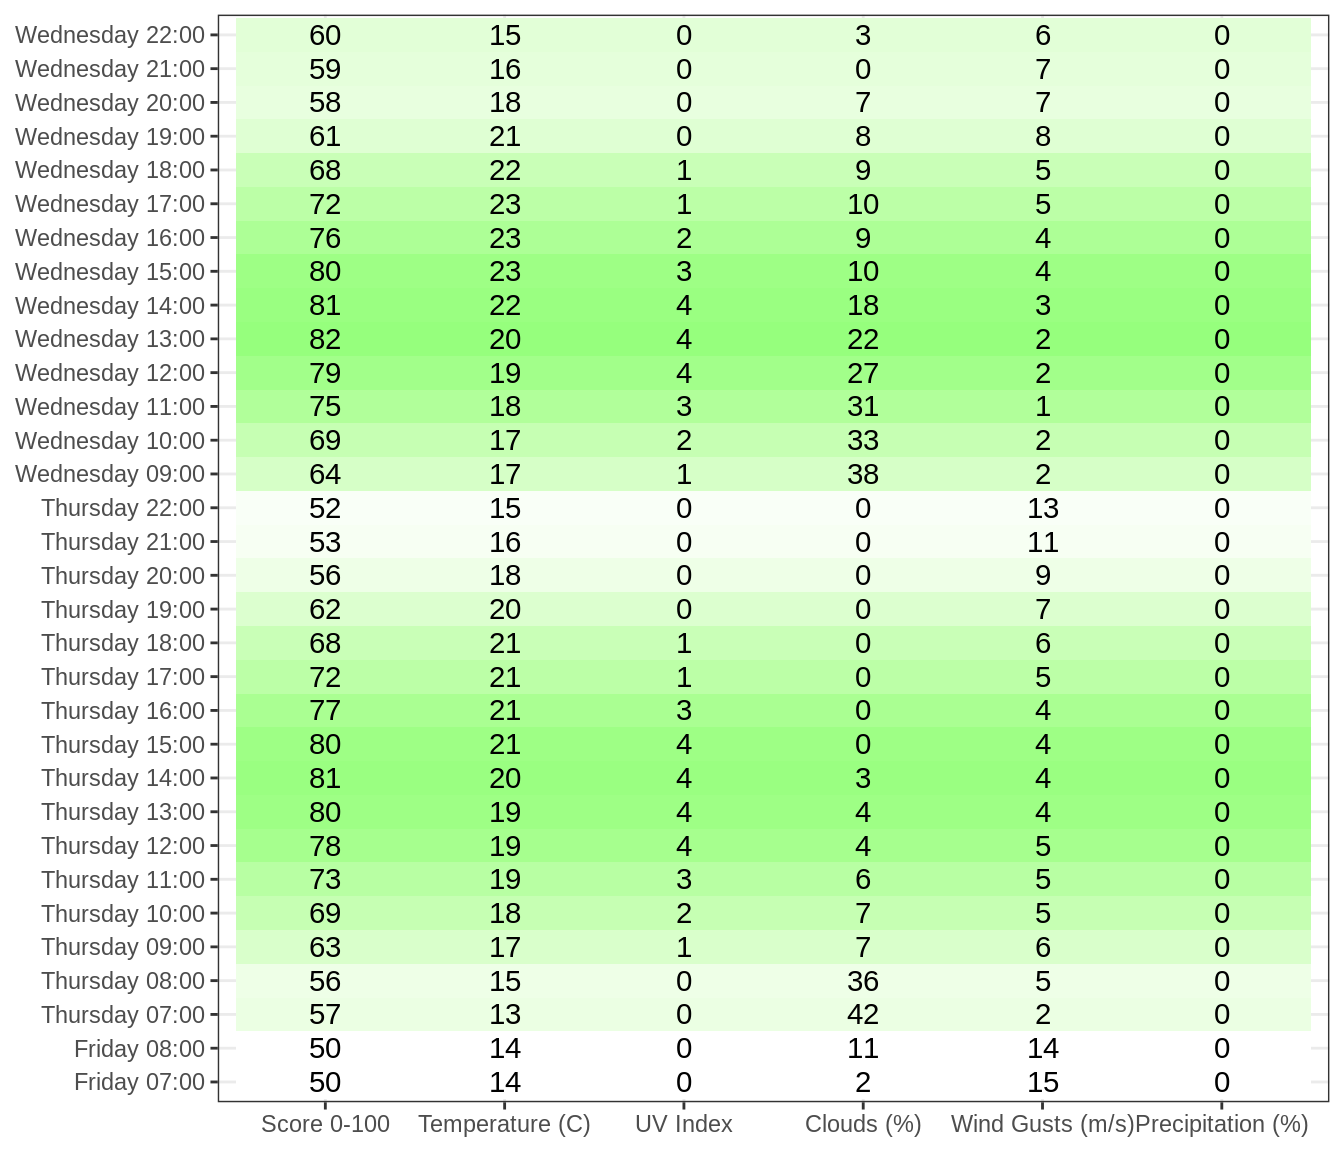 Wednesday 22:00 60 15 0 3 6 0
Wednesday 21:00 59 16 0 0 7 0
Wednesday 20:00 58 18 0 7 7 0
Wednesday 19:00 61 21 0 8 8 0
Wednesday 18:00 68 22 1 9 5 0
Wednesday 17:00 72 23 1 10 5 0
Wednesday 16:00 76 23 2 9 4 0
Wednesday 15:00 80 23 3 10 4 0
Wednesday 14:00 81 22 4 18 3 0
Wednesday 13:00 82 20 4 22 2 0
Wednesday 12:00 79 19 4 27 2 0
Wednesday 11:00 75 18 3 31 1 0
Wednesday 10:00 69 17 2 33 2 0
Wednesday 09:00 64 17 1 38 2 0
Thursday 22:00 52 15 0 0 13 0
Thursday 21:00 53 16 0 0 11 0
Thursday 20:00 56 18 0 0 9 0
Thursday 19:00 62 20 0 0 7 0
Thursday 18:00 68 21 1 0 6 0
Thursday 17:00 72 21 1 0 5 0
Thursday 16:00 77 21 3 0 4 0
Thursday 15:00 80 21 4 0 4 0
Thursday 14:00 81 20 4 3 4 0
Thursday 13:00 80 19 4 4 4 0
Thursday 12:00 78 19 4 4 5 0
Thursday 11:00 73 19 3 6 5 0
Thursday 10:00 69 18 2 7 5 0
Thursday 09:00 63 17 1 7 6 0
Thursday 08:00 56 15 0 36 5 0
Thursday 07:00 57 13 0 42 2 0
Friday 08:00 50 14 0 11 14 0
Friday 07:00 50 14 0 2 15 0
Score 0-100 Temperature (C) UV Index Clouds (%) Wind Gusts (m/s) Precipitation (%)